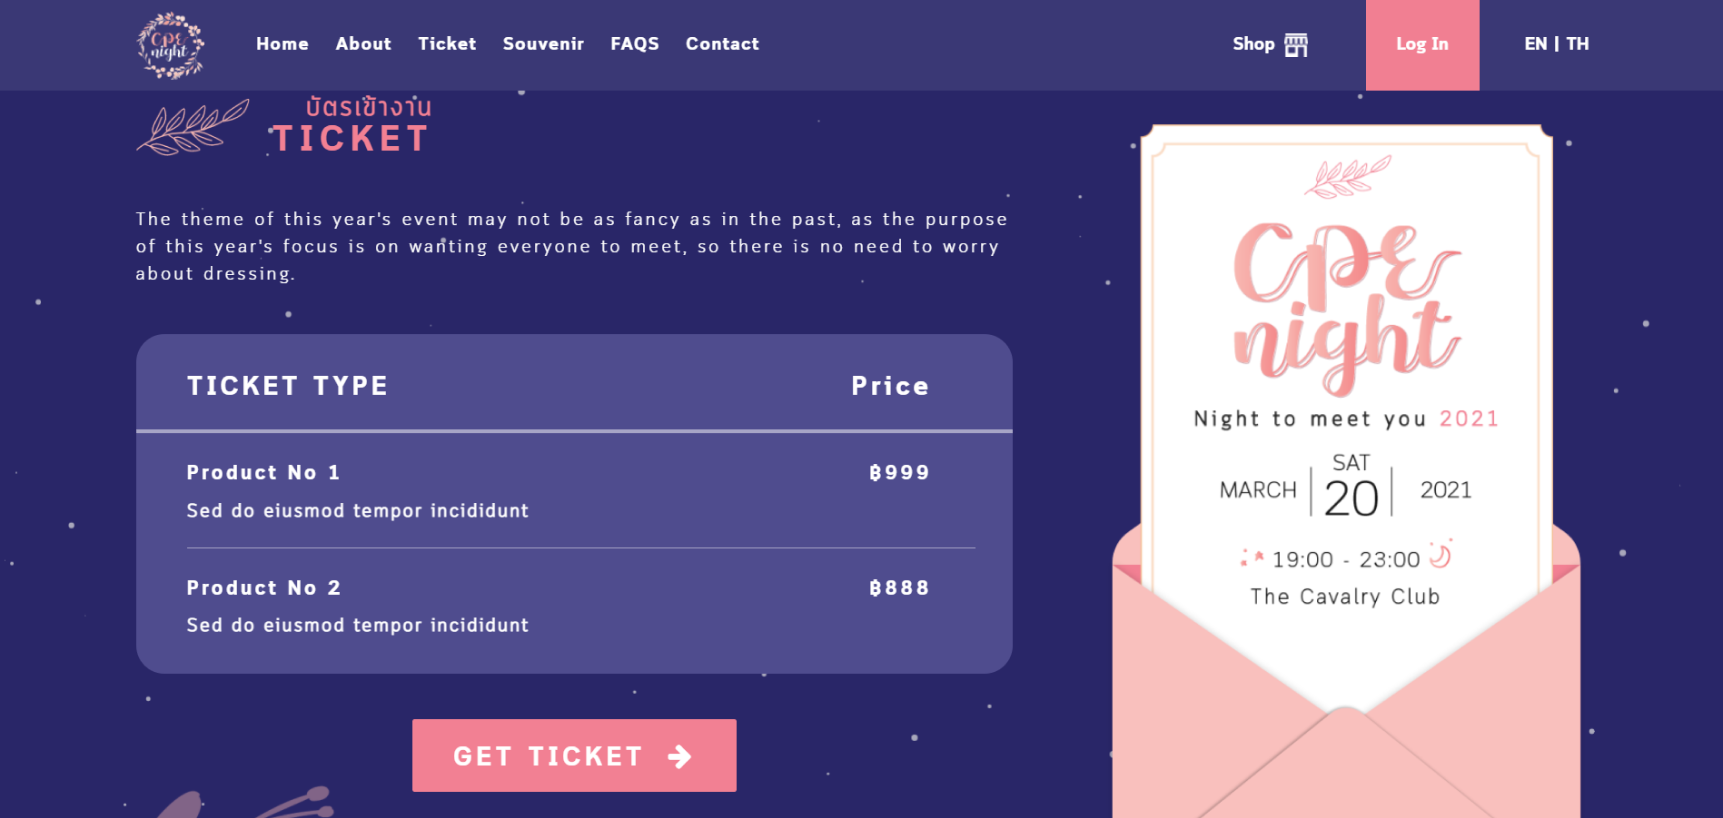 CPE
night
Home About Ticket Souvenir FAQS Contact
Shop
Log In
EN | TH
บัตรเข้างาน
TICKET
The theme of this year's event may not be as fancy as in the past, as the purpose
of this year's focus is on wanting everyone to meet, so there is no need to worry
about dressing.
TICKET TYPE Price
Product No 1 ฿999
Sed do eiusmod tempor incididunt
Product No 2 ฿888
Sed do eiusmod tempor incididunt
GET TICKET
CPE
night
Night to meet you 2021
SAT
MARCH 20 2021
19:00 - 23:00
The Cavalry Club